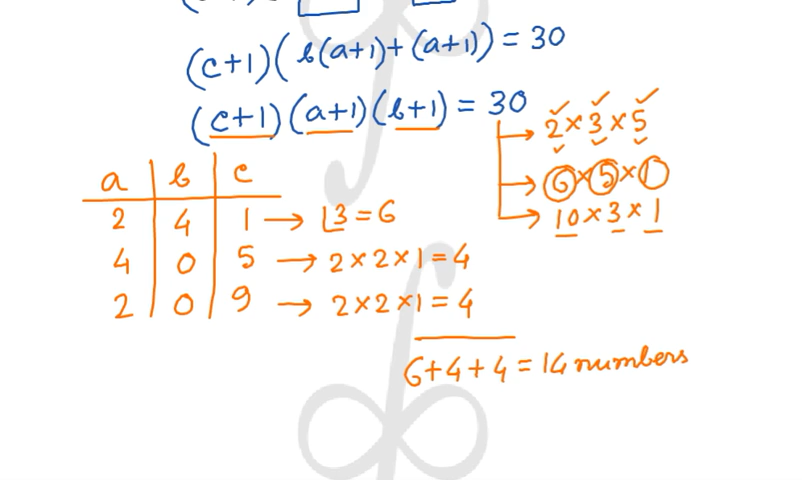 (c+1)(b(a+1)+(a+1)) = 30
(c+1)(a+1)(b+1) = 30
2×3×5
6×5×1
10×3×1
a b c
2 4 1 → ⌊3 = 6
4 0 5 → 2×2×1 = 4
2 0 9 → 2×2×1 = 4
6+4+4 = 14 numbers